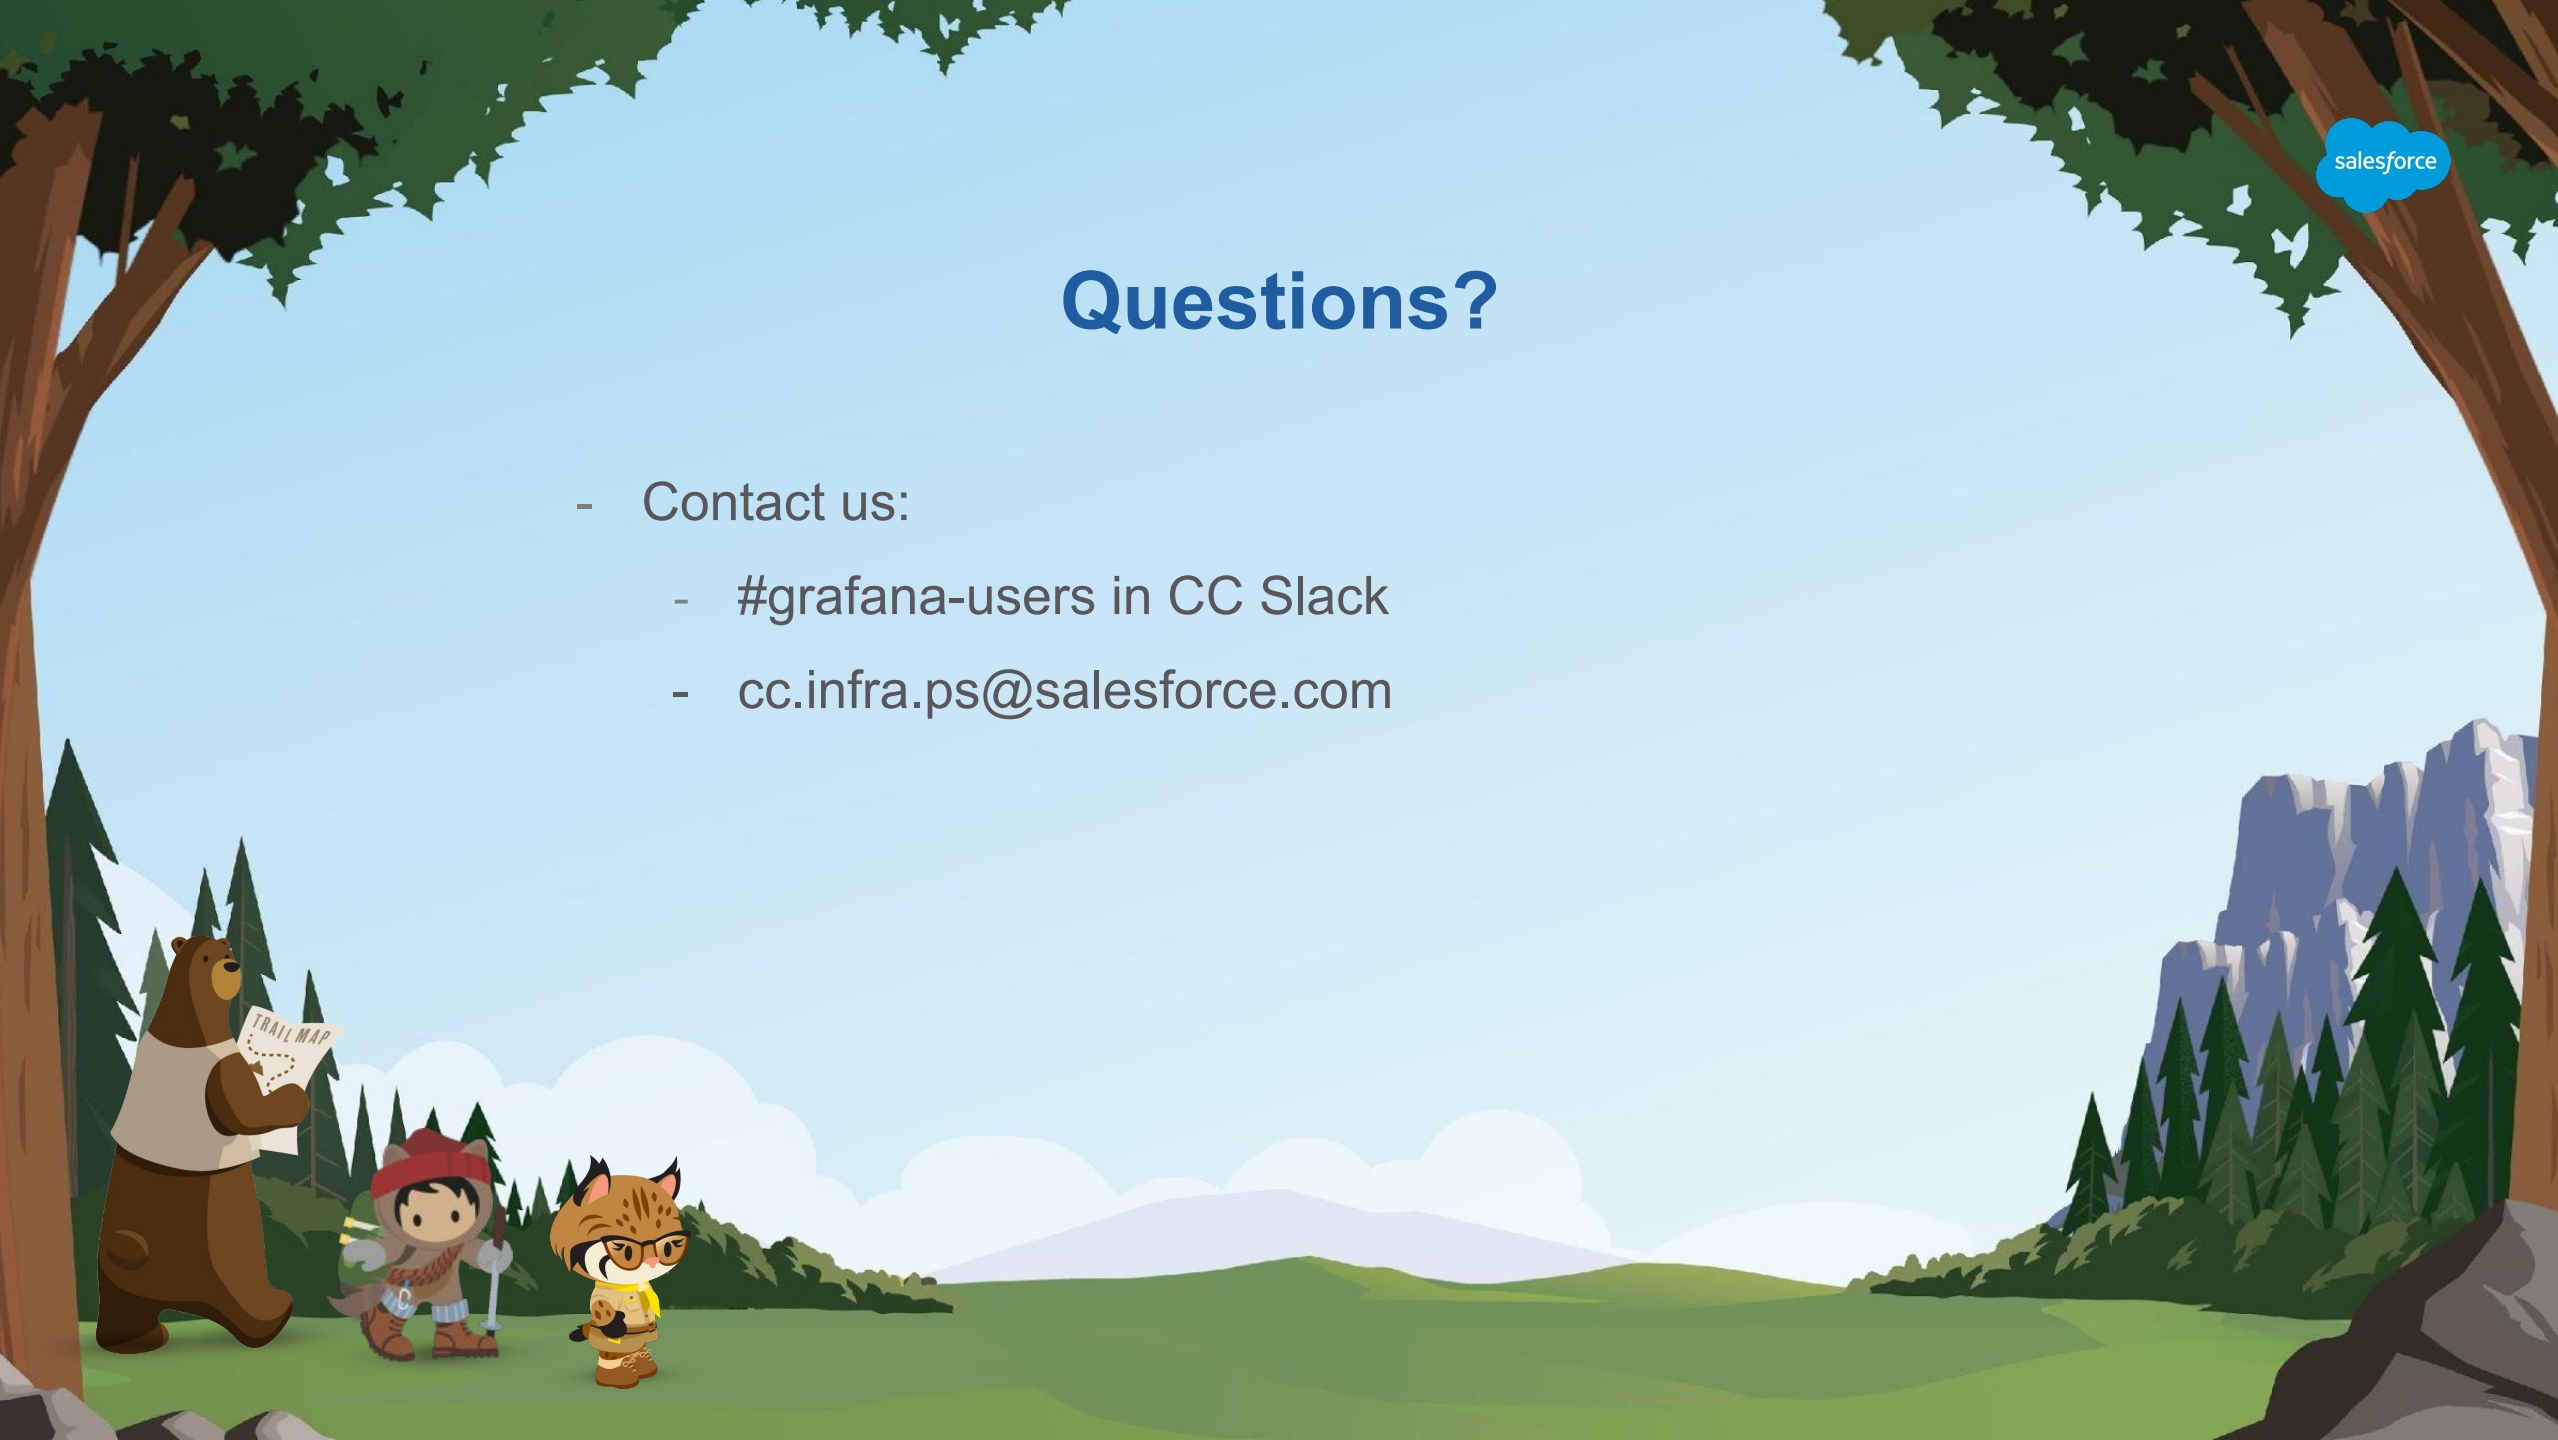 salesforce
Questions?
- Contact us:
- #grafana-users in CC Slack
- cc.infra.ps@salesforce.com
TRAIL MAP